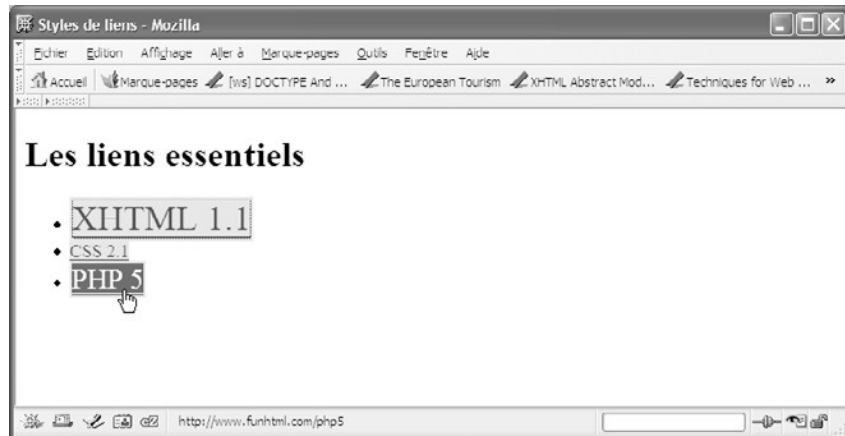 Styles de liens - Mozilla
Fichier Edition Affichage Aller à Marque-pages Outils Fenêtre Aide
Accueil Marque-pages [ws] DOCTYPE And ... The European Tourism XHTML Abstract Mod... Techniques for Web ... »
Les liens essentiels
• XHTML 1.1
• CSS 2.1
• PHP 5
http://www.funhtml.com/php5